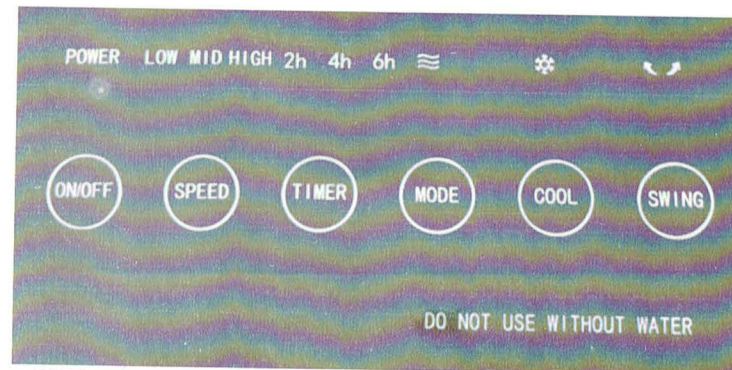 POWER LOW MID HIGH 2h 4h 6h
ON/OFF SPEED TIMER MODE COOL SWING
DO NOT USE WITHOUT WATER